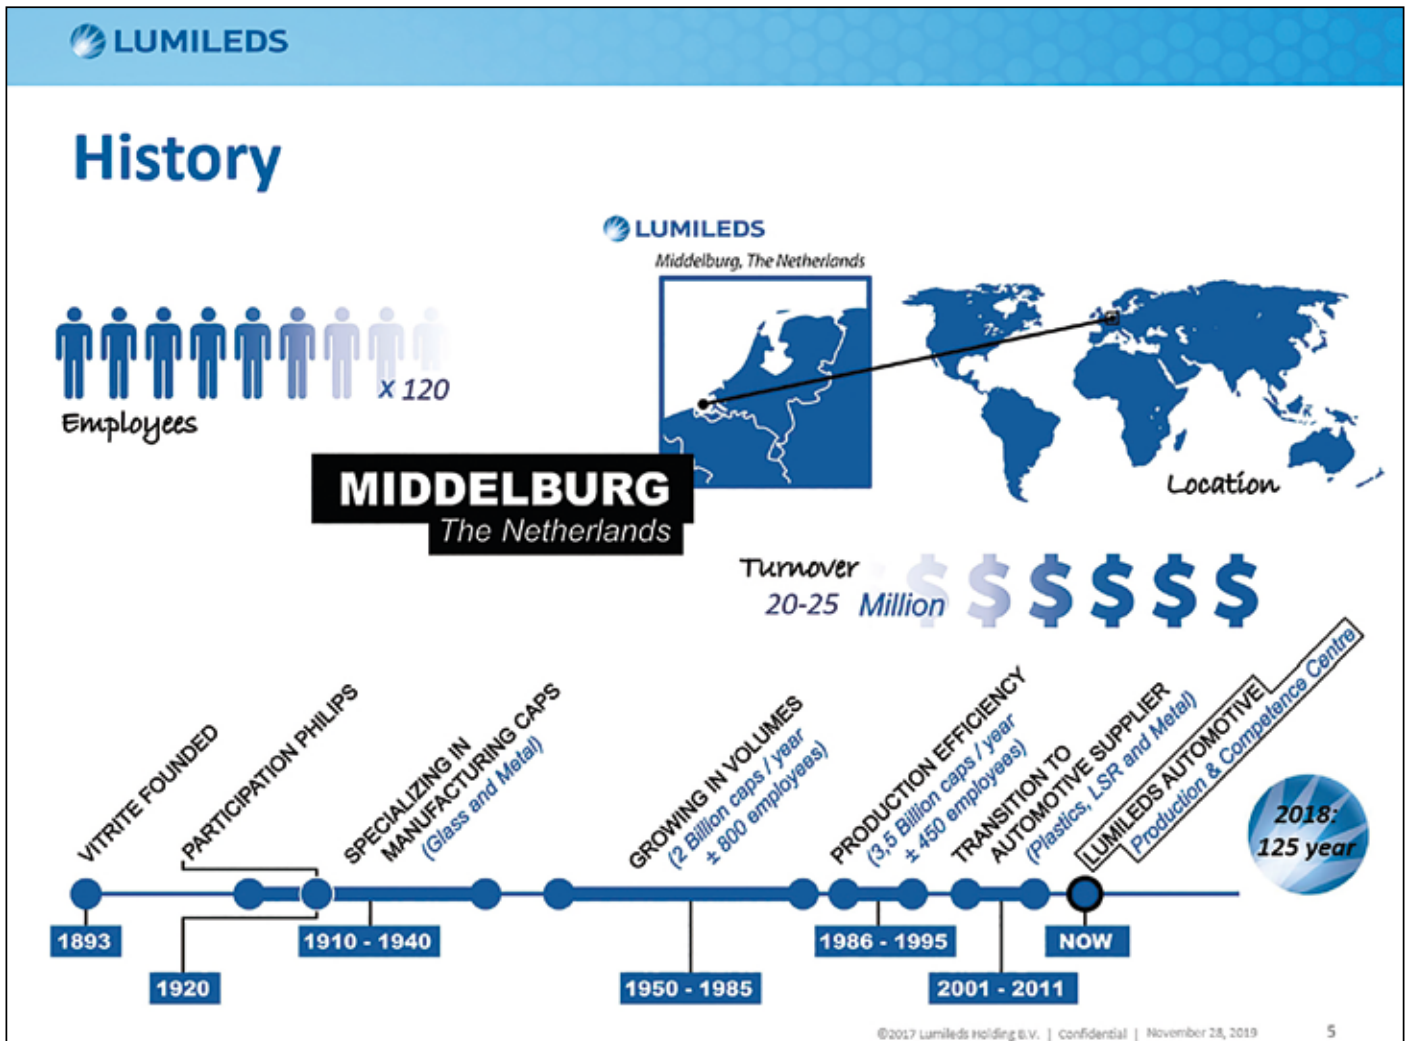 LUMILEDS
History
LUMILEDS
Middelburg, The Netherlands
x 120
Employees
MIDDELBURG
The Netherlands
Location
Turnover
20-25 Million
$ $ $ $ $ $
VITRITE FOUNDED
PARTICIPATION PHILIPS
SPECIALIZING IN
MANUFACTURING CAPS
(Glass and Metal)
GROWING IN VOLUMES
(2 Billion caps / year
± 800 employees)
PRODUCTION EFFICIENCY
(3,5 Billion caps / year
± 450 employees)
TRANSITION TO
AUTOMOTIVE SUPPLIER
(Plastics, LSR and Metal)
LUMILEDS AUTOMOTIVE
Production & Competence Centre
2018:
125 year
1893
1920
1910 - 1940
1950 - 1985
1986 - 1995
2001 - 2011
NOW
©2017 Lumileds Holding B.V. | Confidential | November 28, 2019 5